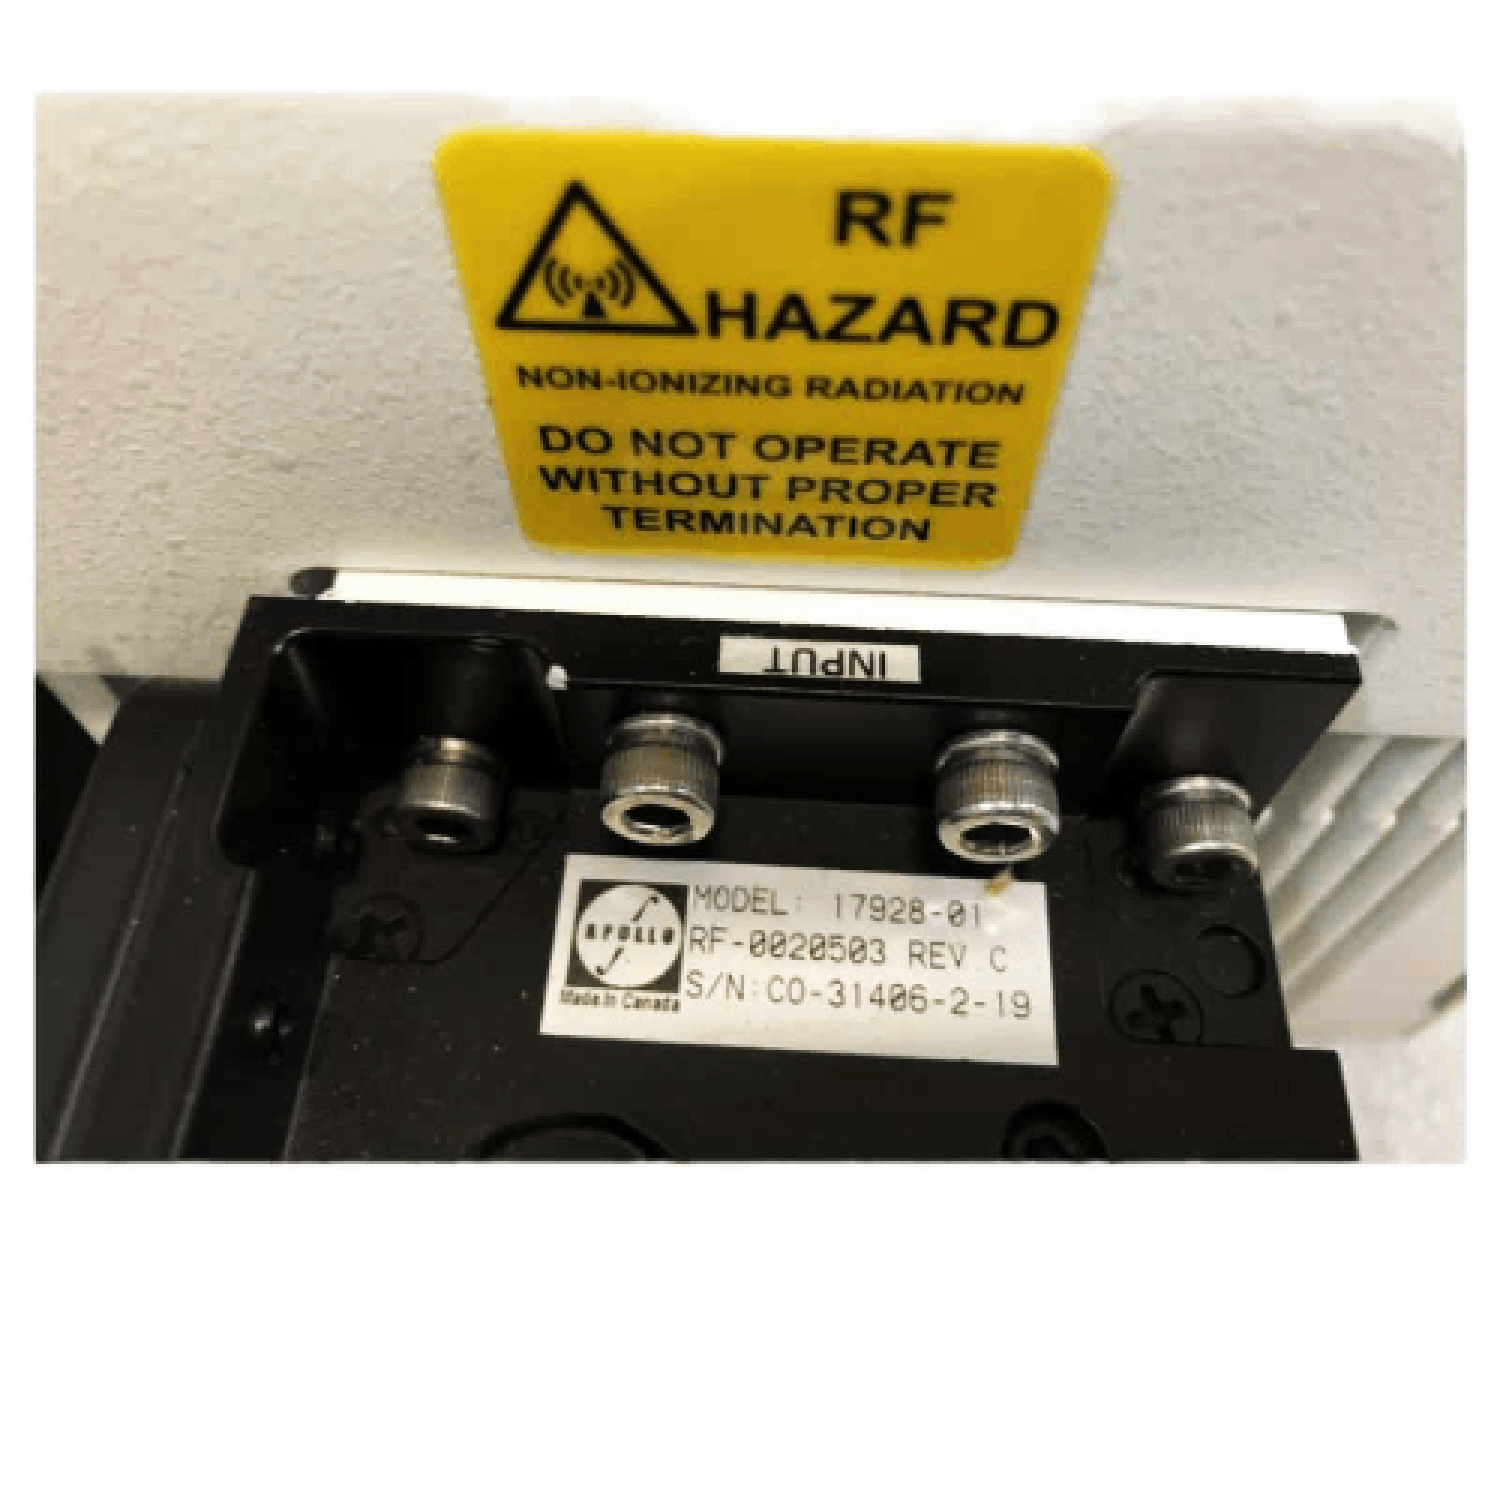 RF
HAZARD
NON-IONIZING RADIATION
DO NOT OPERATE
WITHOUT PROPER
TERMINATION
INPUT
APOLLO
Made In Canada
MODEL: 17928-01
RF-0020503 REV C
S/N:CO-31406-2-19